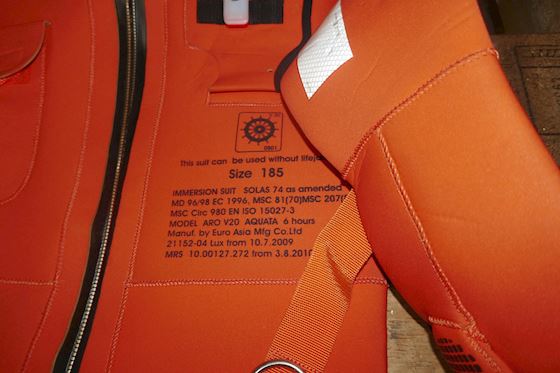 0901
This suit can be used without
Size 185
IMMERSION SUIT SOLAS 74 as amended
MD 96/98 EC 1996, MSC 81(70)MSC 207(
MSC Circ 980 EN ISO 15027-3
MODEL ARO V20 AQUATA 6 hours
Manuf. by Euro Asia Mfg Co.Ltd
21152-04 Lux from 10.7.2009
MRS 10.00127.272 from 3.8.2010